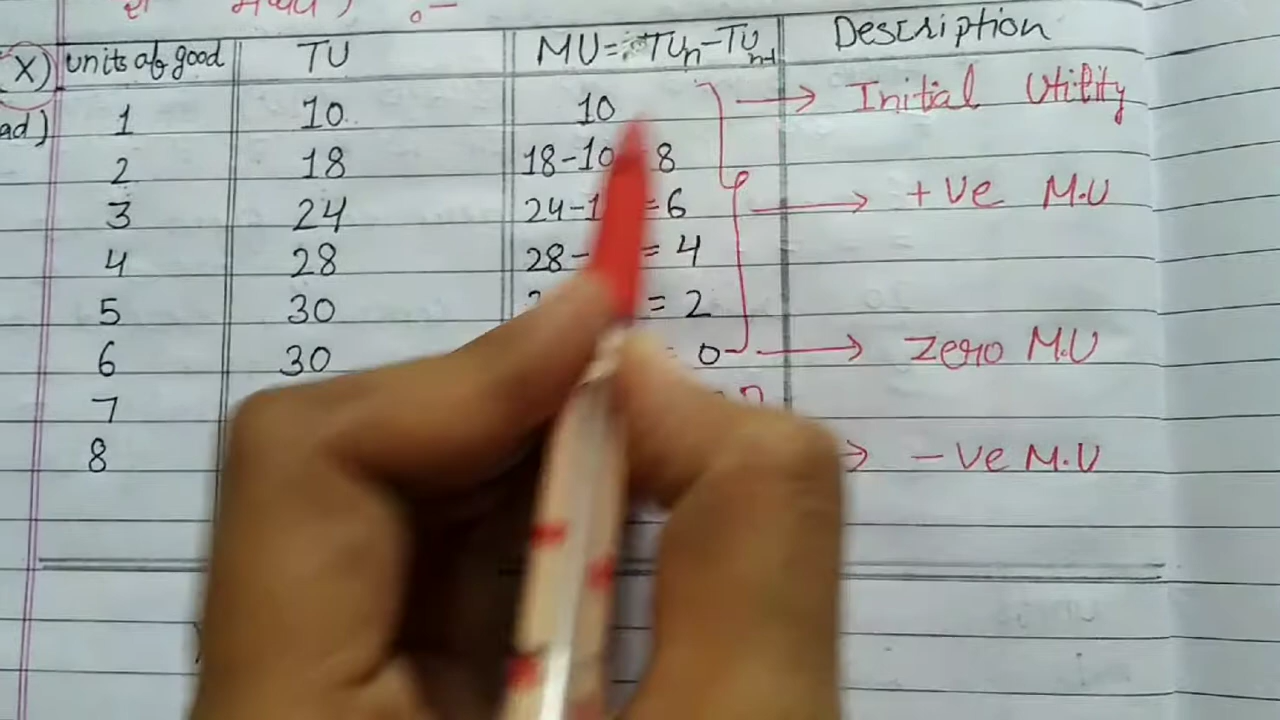 X) units of good TU MU= TUn-TUn-1 Description
ad) 1 10 10 → Initial Utility
2 18 18-10 8
3 24 24-1 =6 → +ve M.U
4 28 28- = 4
5 30 = 2
6 30 = 0 → Zero M.U
7
8 → -ve M.U